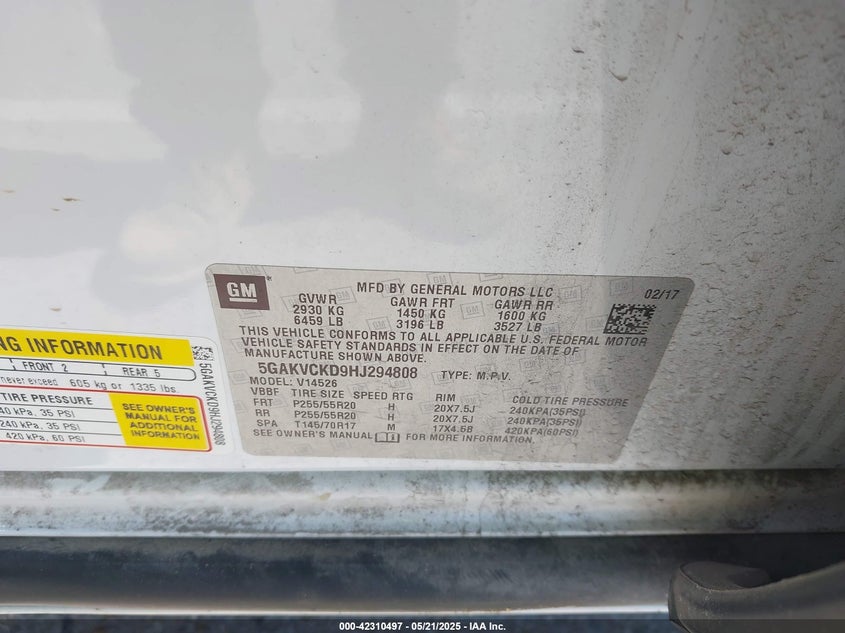 GM
MFD BY GENERAL MOTORS LLC 02/17
GVWR GAWR FRT GAWR RR
2930 KG 1450 KG 1600 KG
6459 LB 3196 LB 3527 LB
THIS VEHICLE CONFORMS TO ALL APPLICABLE U.S. FEDERAL MOTOR
VEHICLE SAFETY STANDARDS IN EFFECT ON THE DATE OF
MANUFACTURE SHOWN ABOVE.
5GAKVCKD9HJ294808 TYPE: M.P.V.
MODEL: V14526
VBBF TIRE SIZE SPEED RTG RIM COLD TIRE PRESSURE
FRT P255/55R20 H 20X7.5J 240KPA(35PSI)
RR P255/55R20 H 20X7.5J 240KPA(35PSI)
SPA T145/70R17 M 17X4.5B 420KPA(60PSI)
SEE OWNER'S MANUAL FOR MORE INFORMATION.
NG INFORMATION
1 FRONT 2 REAR 5
never exceed 605 kg or 1335 lbs.
TIRE PRESSURE
40 kPa, 35 PSI
240 kPa, 35 PSI
420 kPa, 60 PSI
SEE OWNER'S
MANUAL FOR
ADDITIONAL
INFORMATION
5GAKVCKD9HJ294808
000-42310497 - 05/21/2025 - IAA Inc.